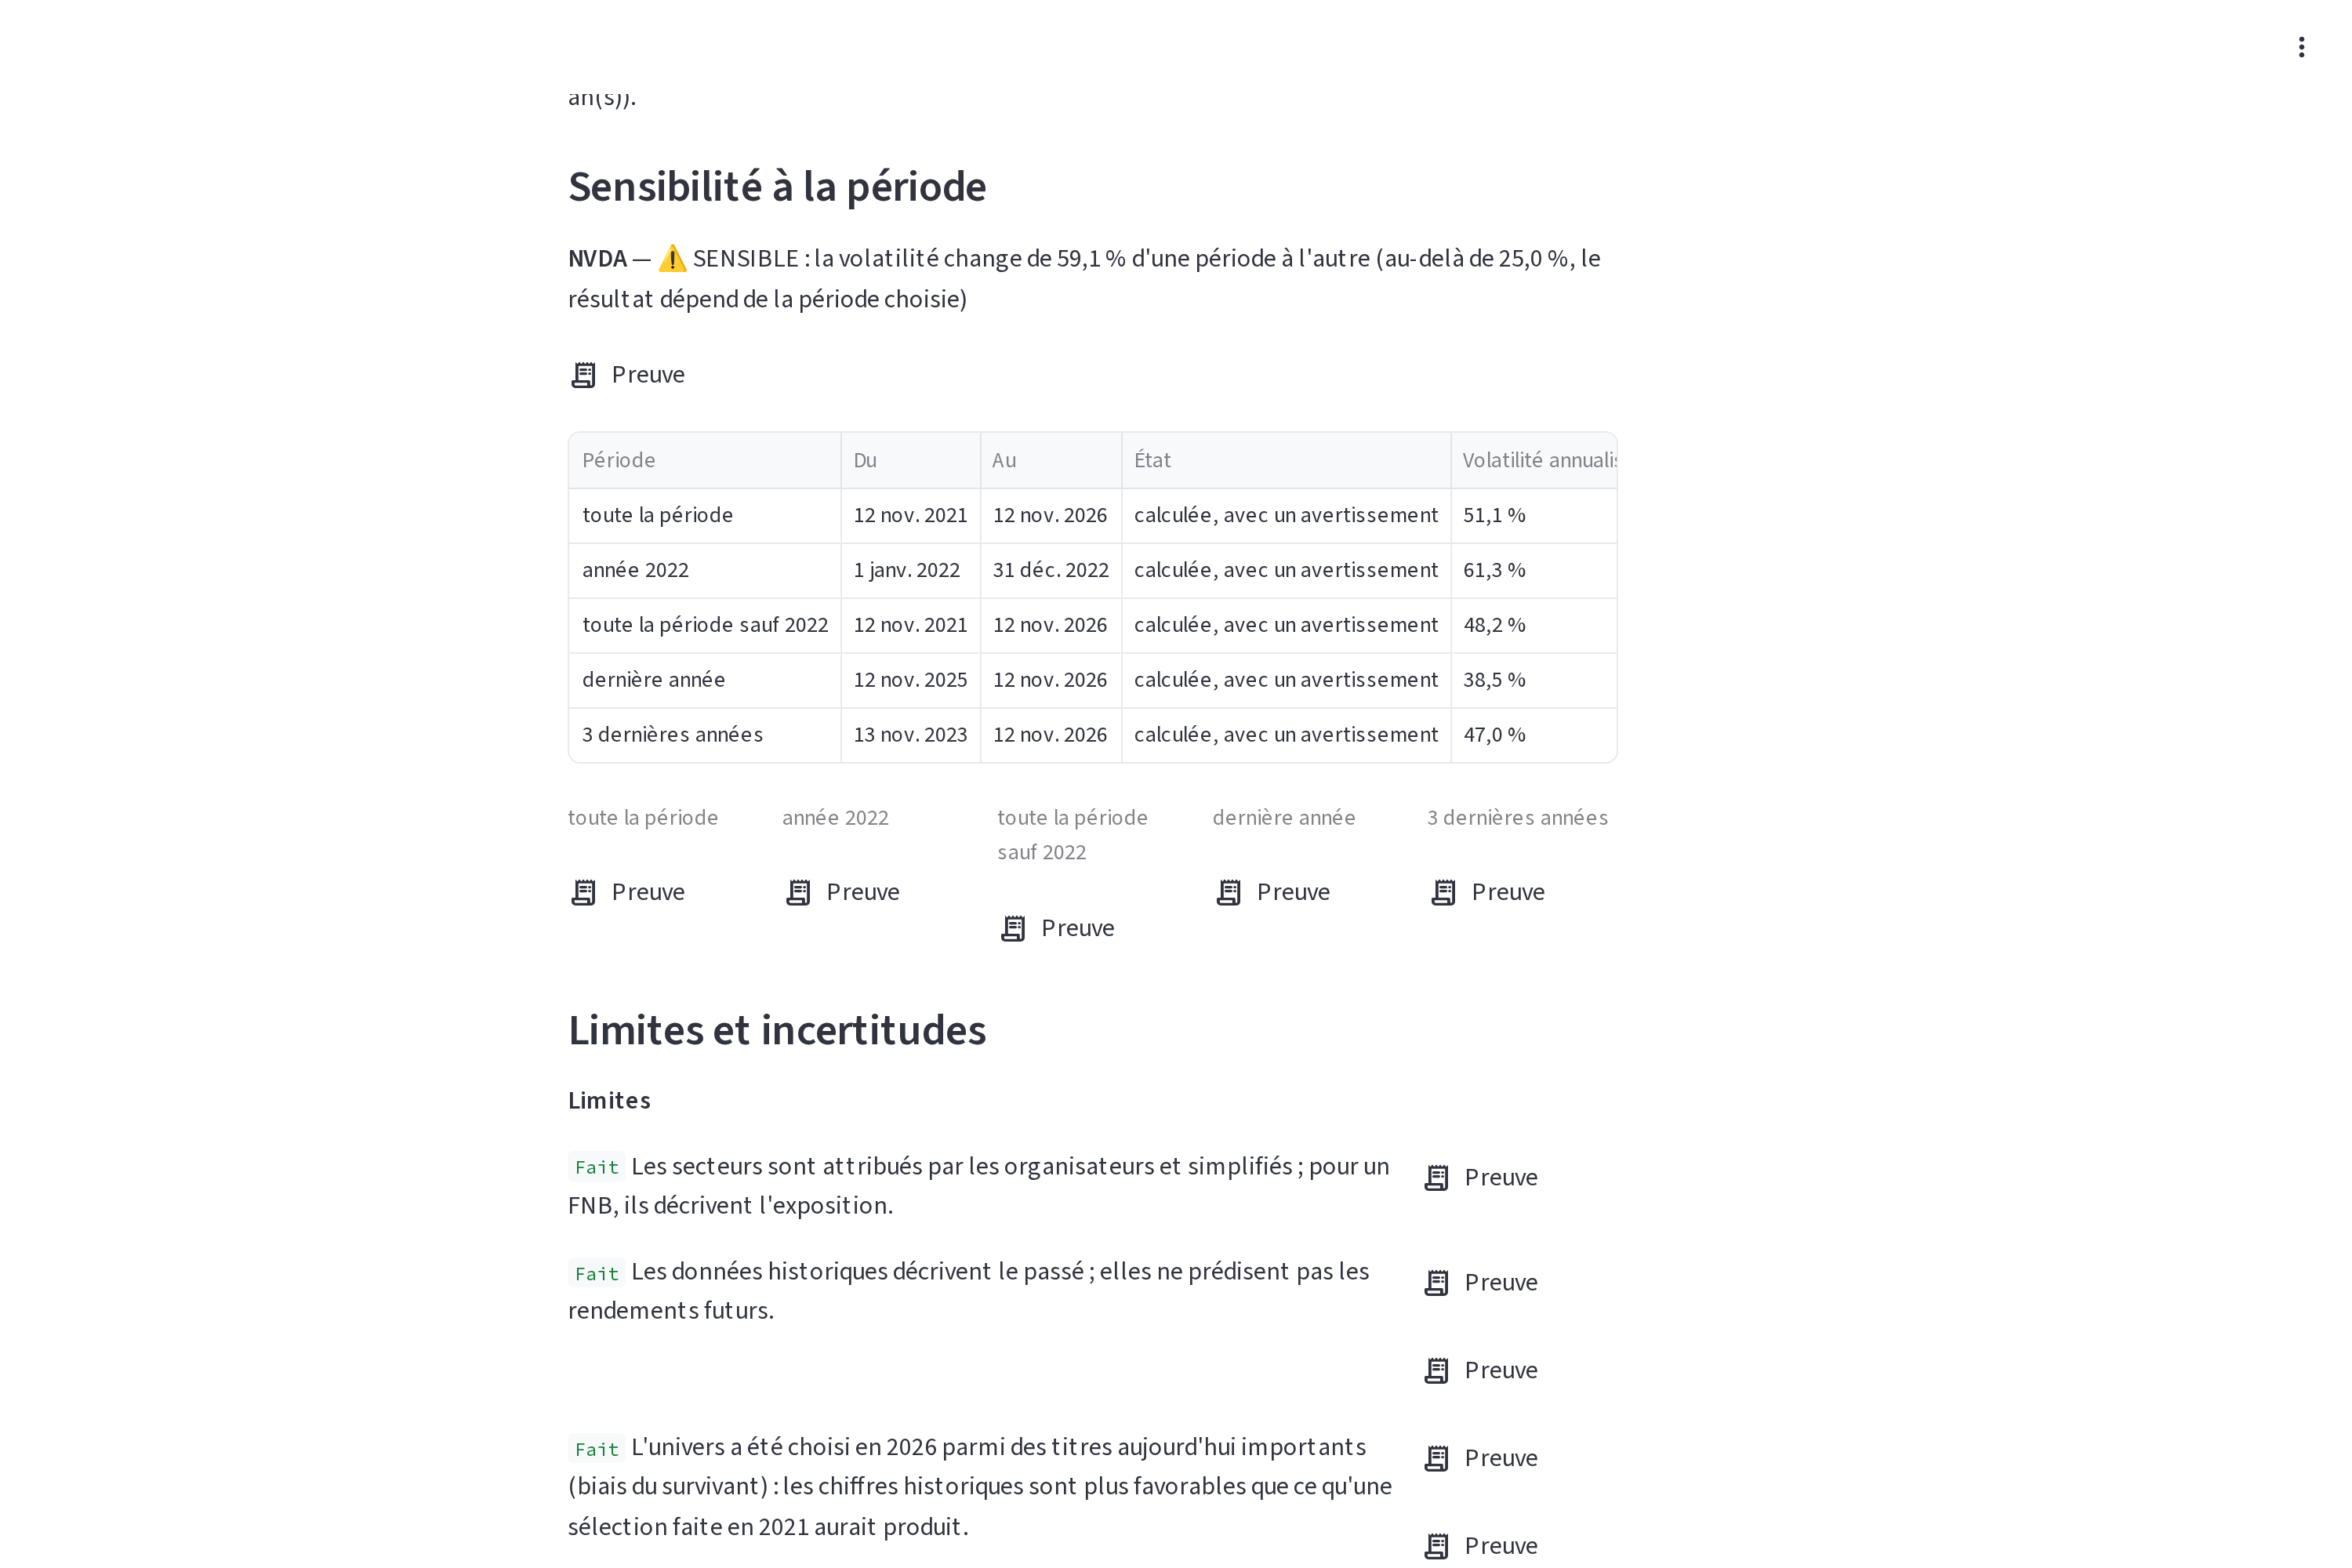 an(s)).
Sensibilité à la période
NVDA — ⚠️ SENSIBLE : la volatilité change de 59,1 % d'une période à l'autre (au-delà de 25,0 %, le
résultat dépend de la période choisie)
Preuve
Période Du Au État Volatilité annualis
toute la période 12 nov. 2021 12 nov. 2026 calculée, avec un avertissement 51,1 %
année 2022 1 janv. 2022 31 déc. 2022 calculée, avec un avertissement 61,3 %
toute la période sauf 2022 12 nov. 2021 12 nov. 2026 calculée, avec un avertissement 48,2 %
dernière année 12 nov. 2025 12 nov. 2026 calculée, avec un avertissement 38,5 %
3 dernières années 13 nov. 2023 12 nov. 2026 calculée, avec un avertissement 47,0 %
toute la période année 2022 toute la période dernière année 3 dernières années
sauf 2022
Preuve Preuve Preuve Preuve
Preuve
Limites et incertitudes
Limites
Fait Les secteurs sont attribués par les organisateurs et simplifiés ; pour un
FNB, ils décrivent l'exposition.
Preuve
Fait Les données historiques décrivent le passé ; elles ne prédisent pas les
rendements futurs.
Preuve
Preuve
Fait L'univers a été choisi en 2026 parmi des titres aujourd'hui importants
(biais du survivant) : les chiffres historiques sont plus favorables que ce qu'une
sélection faite en 2021 aurait produit.
Preuve
Preuve